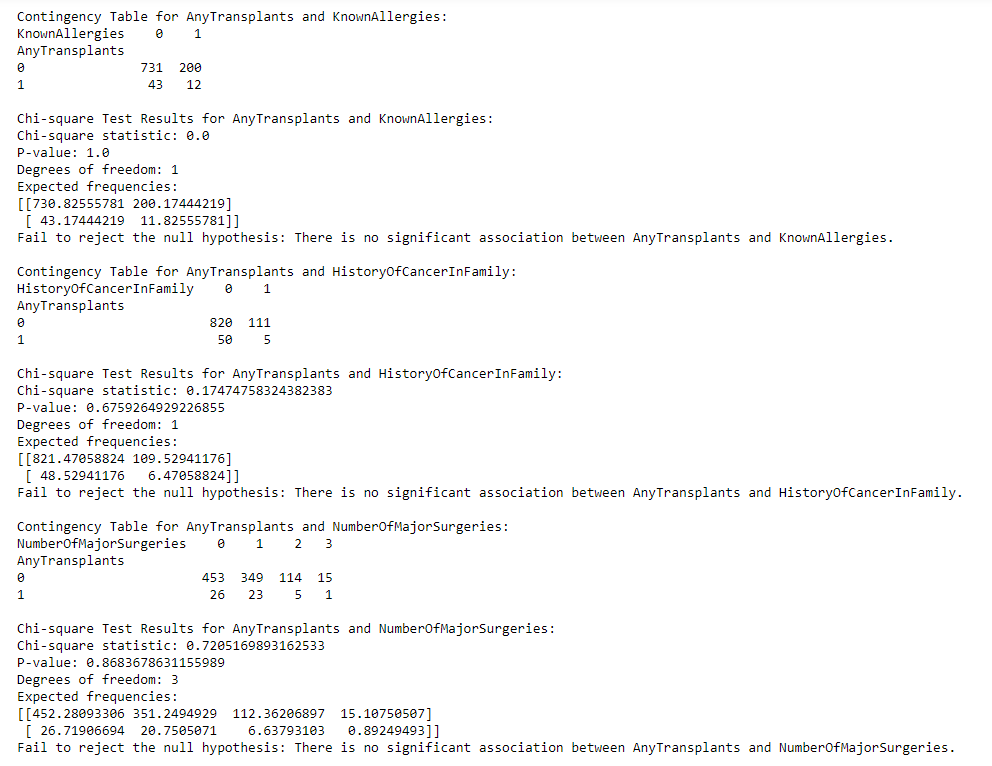 Contingency Table for AnyTransplants and KnownAllergies:
KnownAllergies    0    1
AnyTransplants
0               731  200
1                43   12

Chi-square Test Results for AnyTransplants and KnownAllergies:
Chi-square statistic: 0.0
P-value: 1.0
Degrees of freedom: 1
Expected frequencies:
[[730.82555781 200.17444219]
 [ 43.17444219  11.82555781]]
Fail to reject the null hypothesis: There is no significant association between AnyTransplants and KnownAllergies.

Contingency Table for AnyTransplants and HistoryOfCancerInFamily:
HistoryOfCancerInFamily    0    1
AnyTransplants
0                        820  111
1                         50    5

Chi-square Test Results for AnyTransplants and HistoryOfCancerInFamily:
Chi-square statistic: 0.17474758324382383
P-value: 0.6759264929226855
Degrees of freedom: 1
Expected frequencies:
[[821.47058824 109.52941176]
 [ 48.52941176   6.47058824]]
Fail to reject the null hypothesis: There is no significant association between AnyTransplants and HistoryOfCancerInFamily.

Contingency Table for AnyTransplants and NumberOfMajorSurgeries:
NumberOfMajorSurgeries    0    1    2   3
AnyTransplants
0                       453  349  114  15
1                        26   23    5   1

Chi-square Test Results for AnyTransplants and NumberOfMajorSurgeries:
Chi-square statistic: 0.7205169893162533
P-value: 0.8683678631155989
Degrees of freedom: 3
Expected frequencies:
[[452.28093306 351.2494929  112.36206897  15.10750507]
 [ 26.71906694  20.7505071    6.63793103   0.89249493]]
Fail to reject the null hypothesis: There is no significant association between AnyTransplants and NumberOfMajorSurgeries.